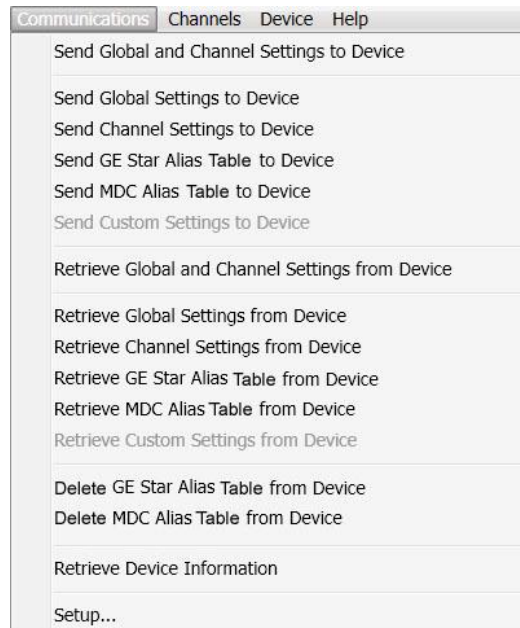 Communications Channels Device Help
Send Global and Channel Settings to Device
Send Global Settings to Device
Send Channel Settings to Device
Send GE Star Alias Table to Device
Send MDC Alias Table to Device
Send Custom Settings to Device
Retrieve Global and Channel Settings from Device
Retrieve Global Settings from Device
Retrieve Channel Settings from Device
Retrieve GE Star Alias Table from Device
Retrieve MDC Alias Table from Device
Retrieve Custom Settings from Device
Delete GE Star Alias Table from Device
Delete MDC Alias Table from Device
Retrieve Device Information
Setup...